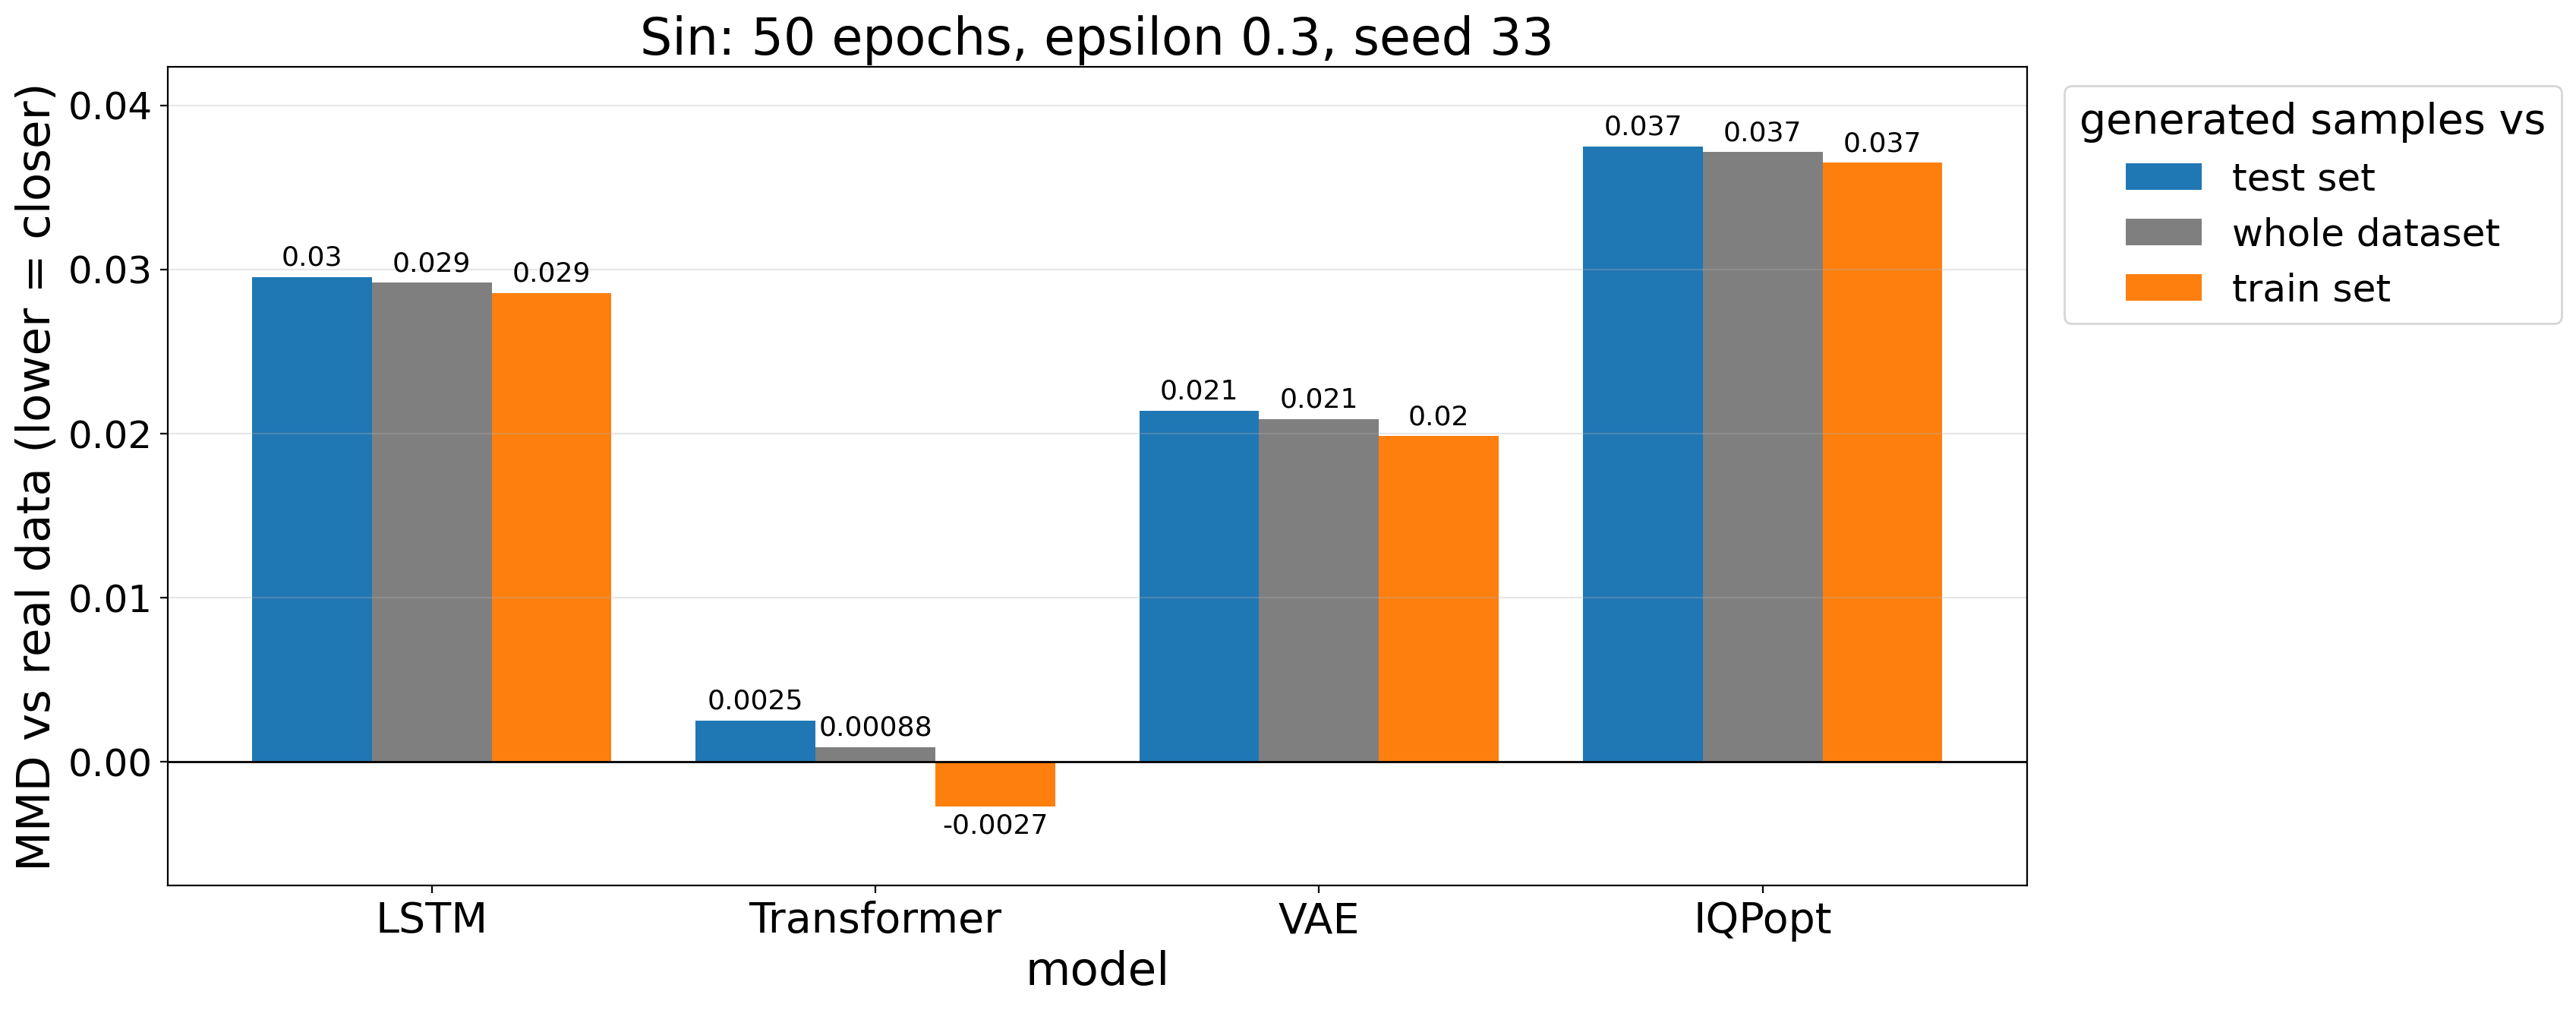 Sin: 50 epochs, epsilon 0.3, seed 33
MMD vs real data (lower = closer)
0.04
0.03
0.02
0.01
0.00
0.03
0.029
0.029
0.0025
0.00088
-0.0027
0.021
0.021
0.02
0.037
0.037
0.037
LSTM
Transformer
VAE
IQPopt
model
generated samples vs
test set
whole dataset
train set